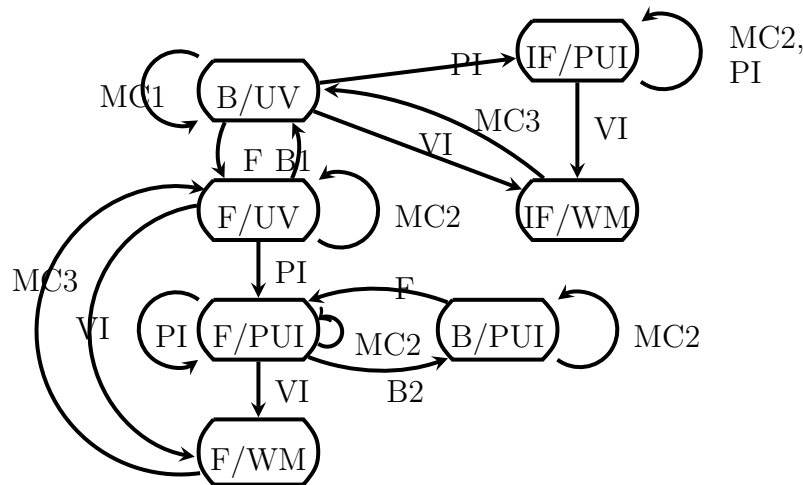 MC2,
PI
IF/PUI
PI
MC1
B/UV
MC3
VI
VI
F
B1
F/UV
MC2
IF/WM
MC3
PI
F
VI
PI
F/PUI
MC2
B/PUI
MC2
VI
B2
F/WM